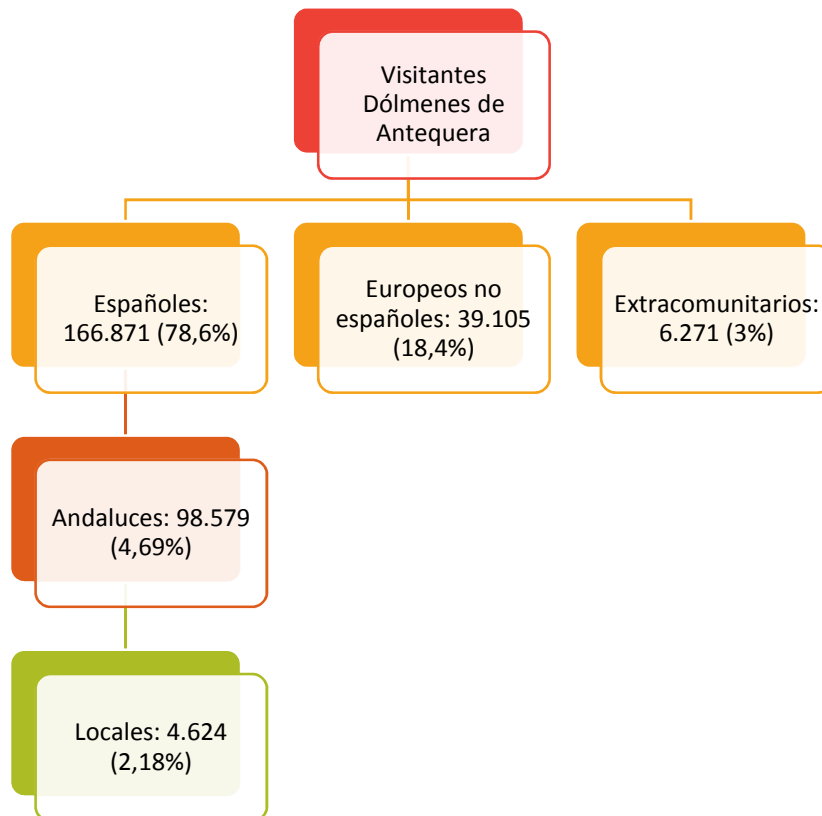 Visitantes
Dólmenes de
Antequera
Españoles:
166.871 (78,6%)
Europeos no
españoles: 39.105
(18,4%)
Extracomunitarios:
6.271 (3%)
Andaluces: 98.579
(4,69%)
Locales: 4.624
(2,18%)